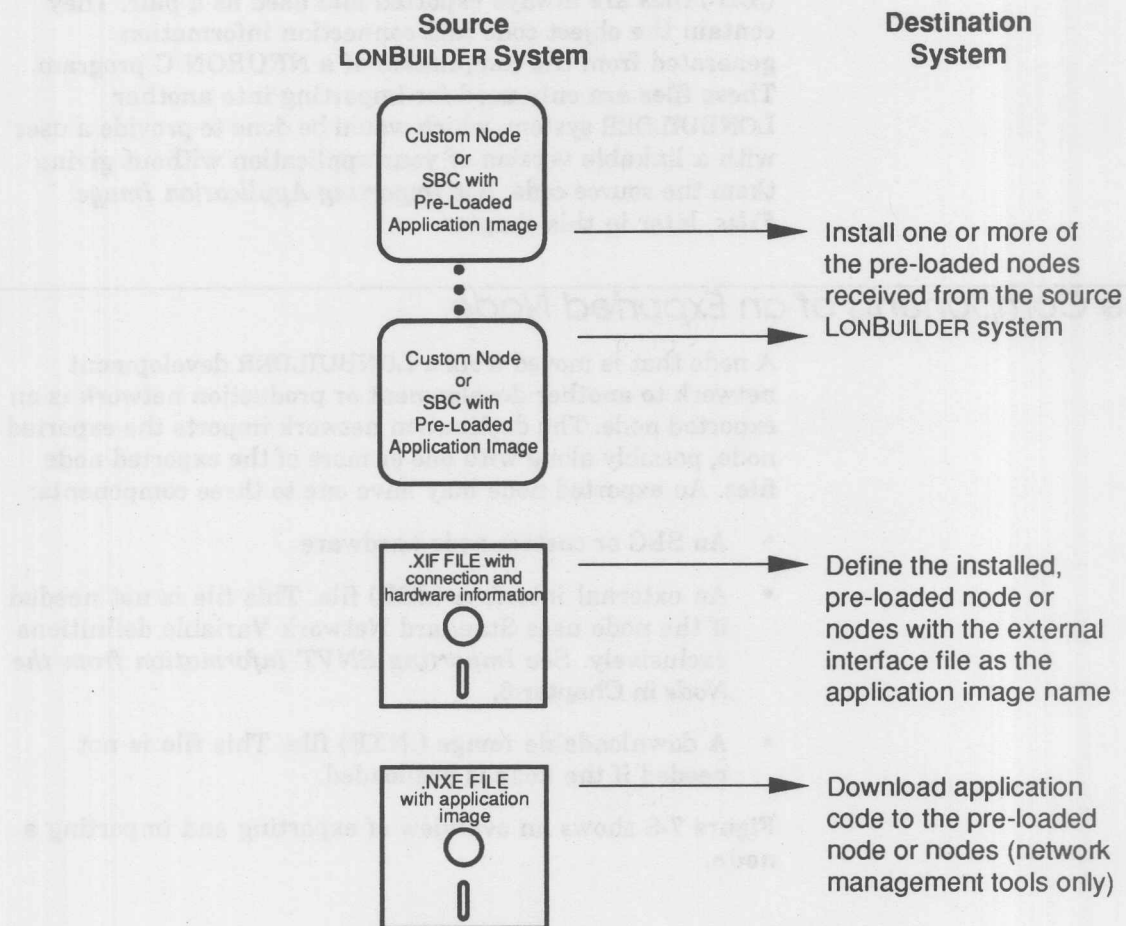 Source
LONBUILDER System
Destination
System
Custom Node
or
SBC with
Pre-Loaded
Application Image
Install one or more of
the pre-loaded nodes
received from the source
LONBUILDER system
Custom Node
or
SBC with
Pre-Loaded
Application Image
.XIF FILE with
connection and
hardware information
Define the installed,
pre-loaded node or
nodes with the external
interface file as the
application image name
.NXE FILE
with application
image
Download application
code to the pre-loaded
node or nodes (network
management tools only)